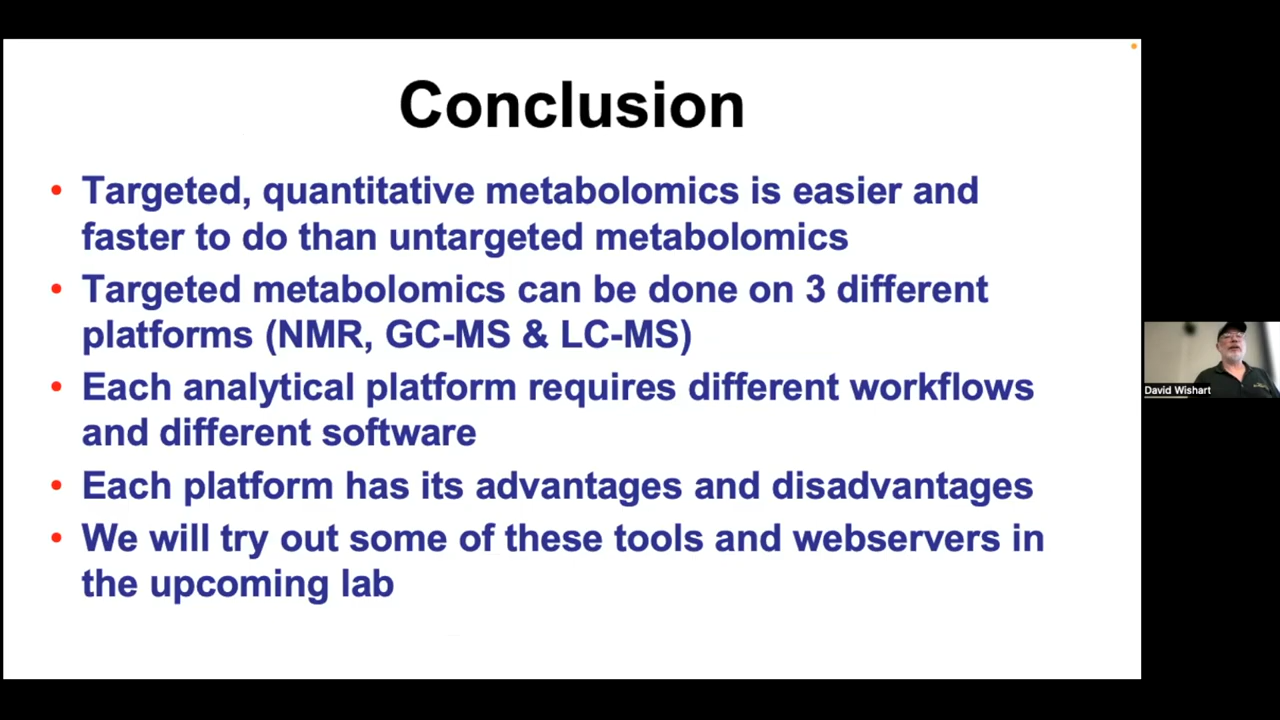 Conclusion
• Targeted, quantitative metabolomics is easier and
faster to do than untargeted metabolomics
• Targeted metabolomics can be done on 3 different
platforms (NMR, GC-MS & LC-MS)
• Each analytical platform requires different workflows
and different software
• Each platform has its advantages and disadvantages
• We will try out some of these tools and webservers in
the upcoming lab
David Wishart